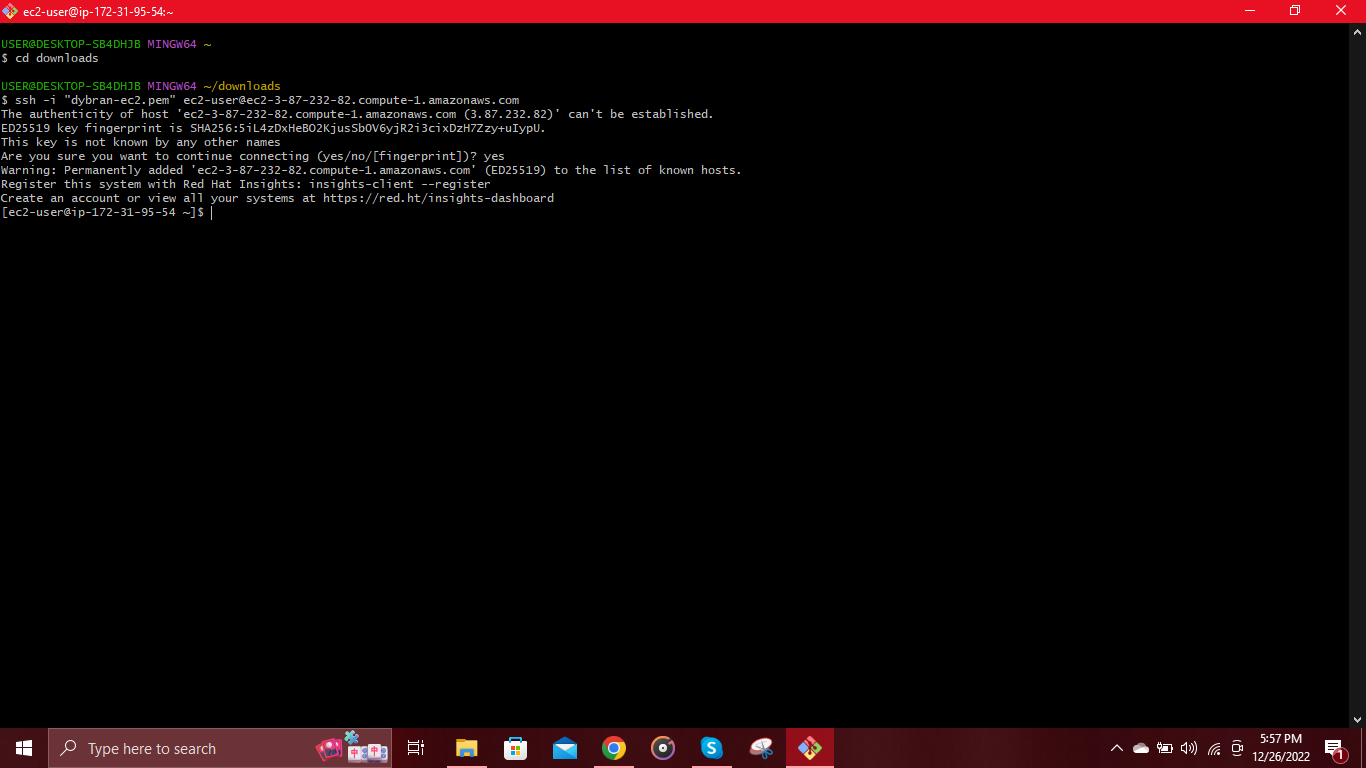 ec2-user@ip-172-31-95-54:~
USER@DESKTOP-SB4DHJB MINGW64 ~
$ cd downloads
USER@DESKTOP-SB4DHJB MINGW64 ~/downloads
$ ssh -i "dybran-ec2.pem" ec2-user@ec2-3-87-232-82.compute-1.amazonaws.com
The authenticity of host 'ec2-3-87-232-82.compute-1.amazonaws.com (3.87.232.82)' can't be established.
ED25519 key fingerprint is SHA256:5iL4zDxHeBO2KjusSbOV6yjR2i3cixDzH7Zzy+uIypU.
This key is not known by any other names
Are you sure you want to continue connecting (yes/no/[fingerprint])? yes
Warning: Permanently added 'ec2-3-87-232-82.compute-1.amazonaws.com' (ED25519) to the list of known hosts.
Register this system with Red Hat Insights: insights-client --register
Create an account or view all your systems at https://red.ht/insights-dashboard
[ec2-user@ip-172-31-95-54 ~]$
Type here to search
5:57 PM
12/26/2022
1